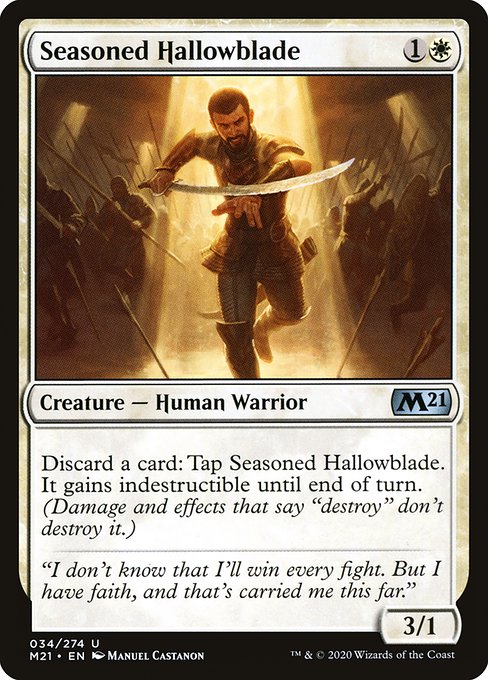 Seasoned Hallowblade 1
Creature — Human Warrior M21
Discard a card: Tap Seasoned Hallowblade.
It gains indestructible until end of turn.
(Damage and effects that say “destroy” don’t
destroy it.)
“I don’t know that I’ll win every fight. But I
have faith, and that’s carried me this far.”
3/1
034/274 U
M21 • EN Manuel Castanon ™ & © 2020 Wizards of the Coast